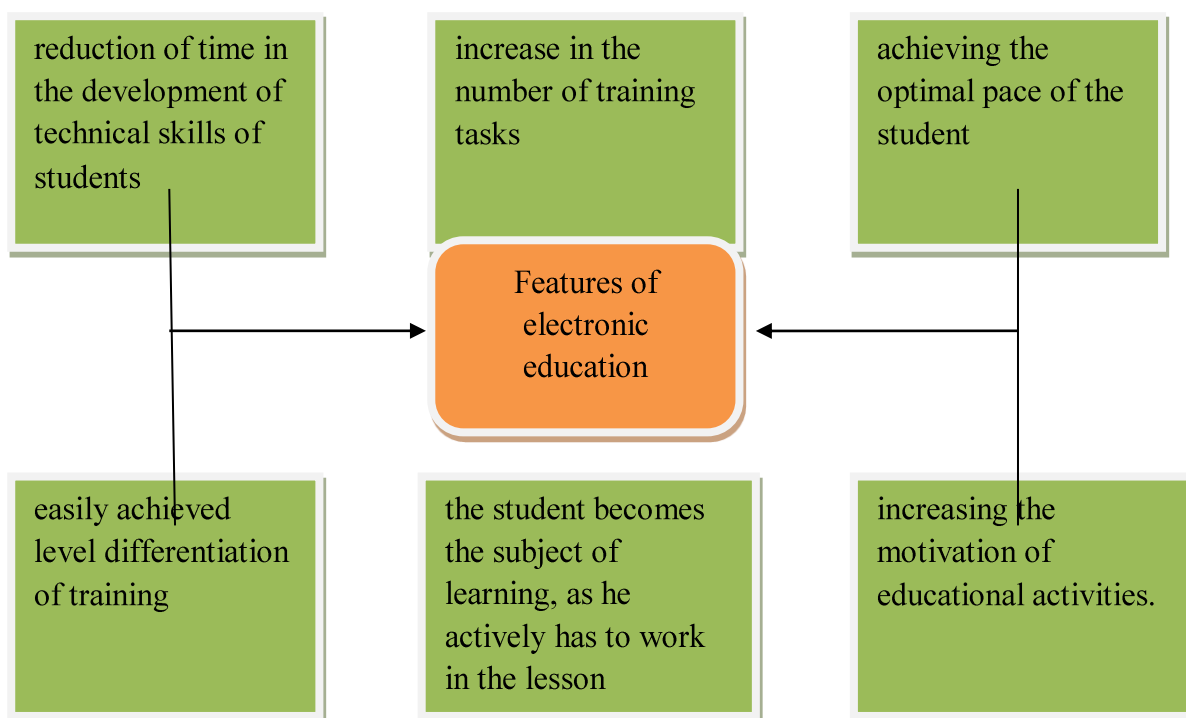 reduction of time in
the development of
technical skills of
students
increase in the
number of training
tasks
achieving the
optimal pace of the
student
Features of
electronic
education
easily achieved
level differentiation
of training
the student becomes
the subject of
learning, as he
actively has to work
in the lesson
increasing the
motivation of
educational activities.